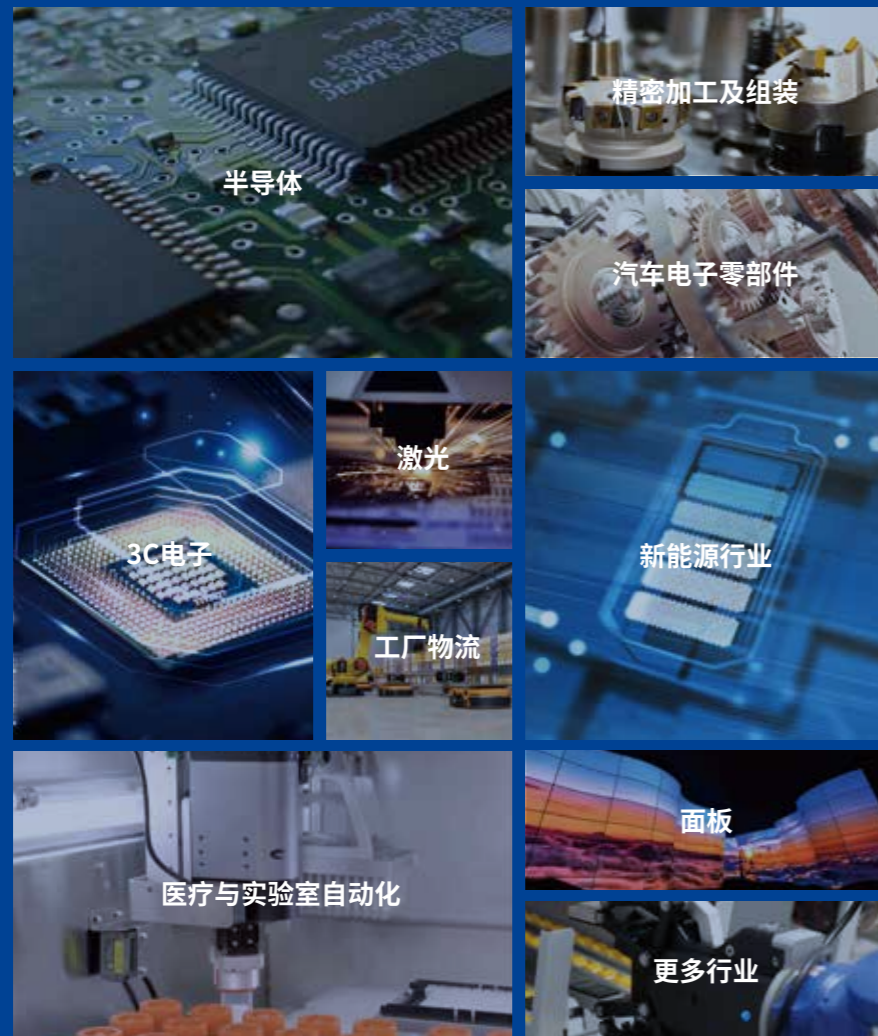 半导体
精密加工及组装
汽车电子零部件
3C电子
激光
新能源行业
工厂物流
面板
医疗与实验室自动化
更多行业